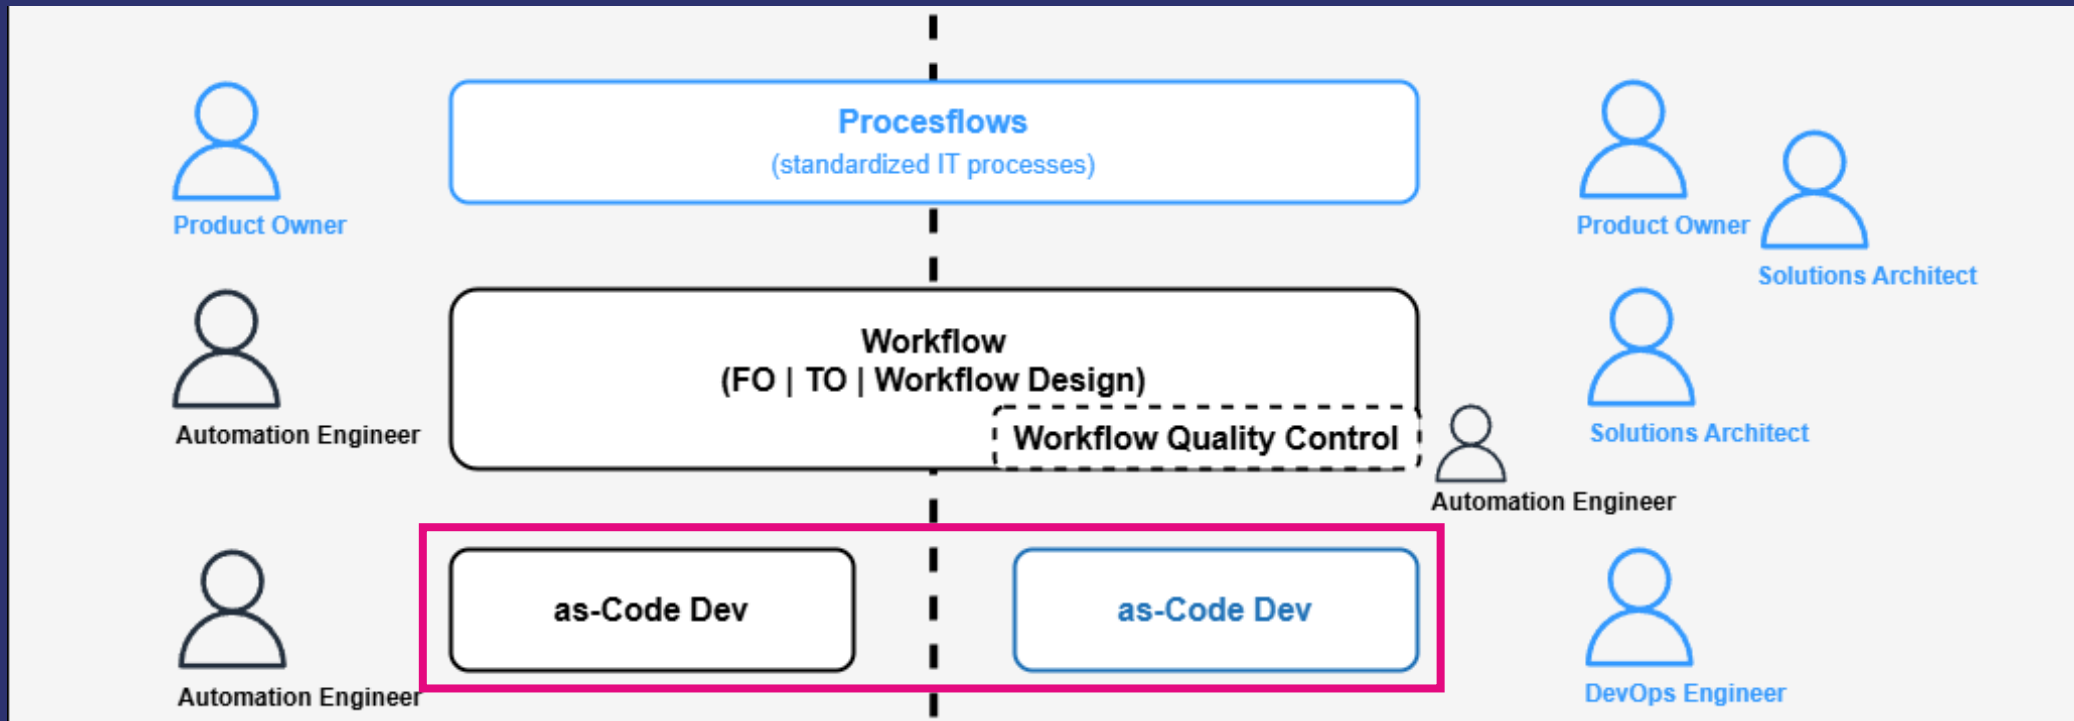 Procesflows
(standardized IT processes)
Product Owner
Product Owner
Solutions Architect
Workflow
(FO | TO | Workflow Design)
Workflow Quality Control
Automation Engineer
Solutions Architect
Automation Engineer
as-Code Dev
as-Code Dev
Automation Engineer
DevOps Engineer